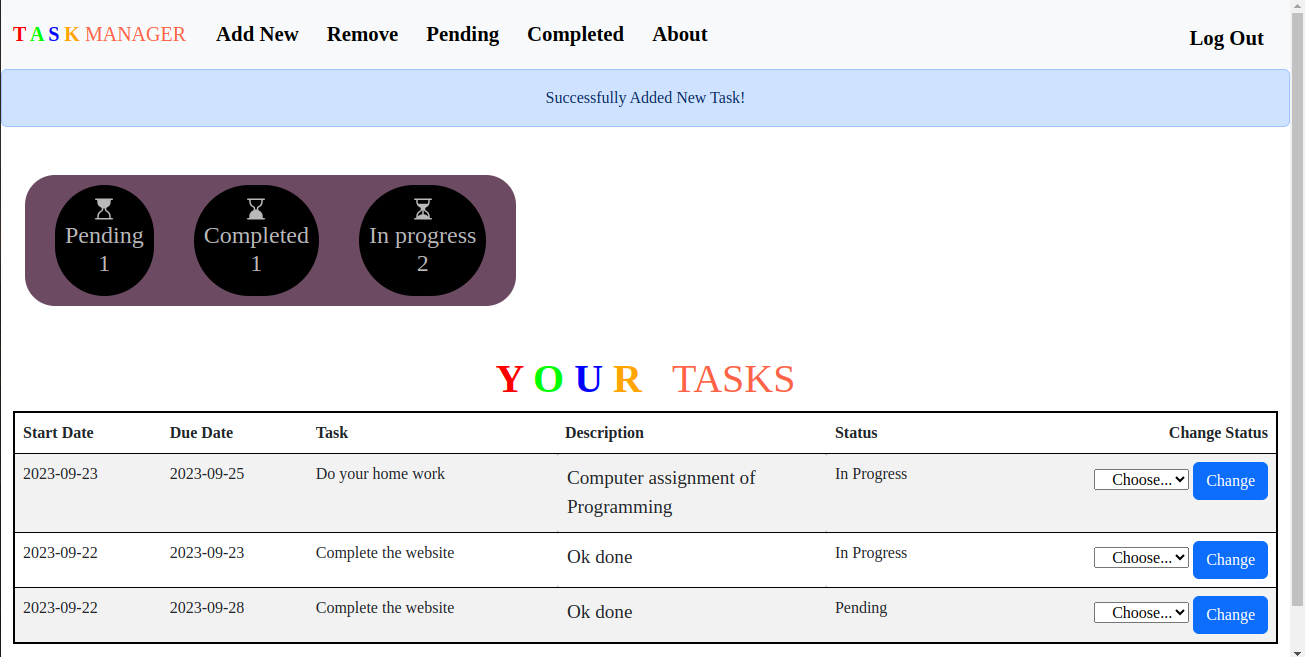 T A S K MANAGER Add New Remove Pending Completed About Log Out
Successfully Added New Task!
Pending Completed In progress
1 1 2
Y O U R TASKS
Start Date Due Date Task Description Status Change Status
2023-09-23 2023-09-25 Do your home work Computer assignment of In Progress Choose... Change
Programming
2023-09-22 2023-09-23 Complete the website Ok done In Progress Choose... Change
2023-09-22 2023-09-28 Complete the website Ok done Pending Choose... Change